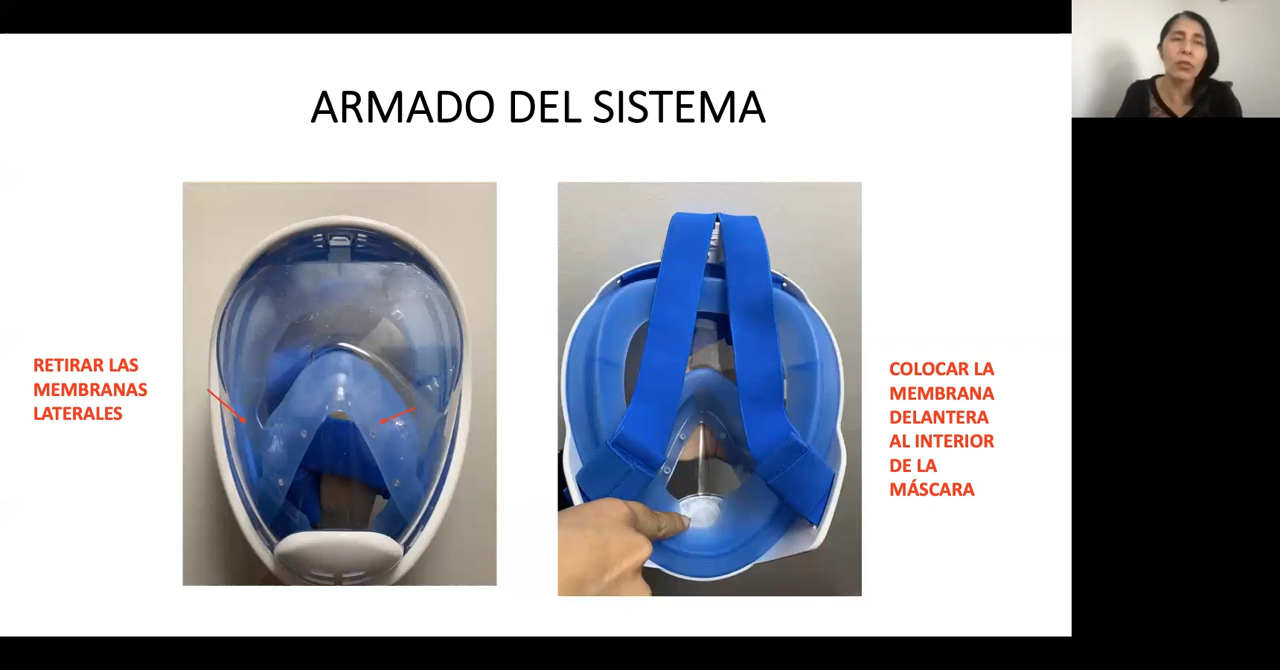 ARMADO DEL SISTEMA
RETIRAR LAS
MEMBRANAS
LATERALES
COLOCAR LA
MEMBRANA
DELANTERA
AL INTERIOR
DE LA
MÁSCARA